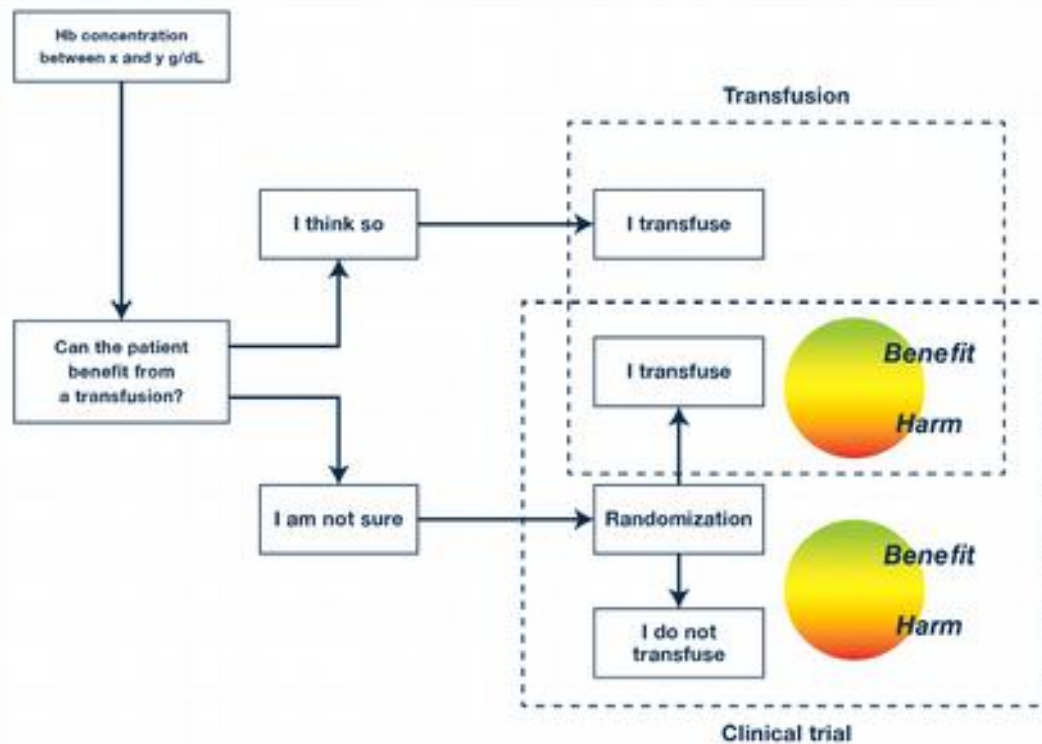 Hb concentration
between x and y g/dL
Transfusion
I think so
I transfuse
Can the patient
benefit from
a transfusion?
I transfuse
Benefit
Harm
I am not sure
Randomization
Benefit
Harm
I do not
transfuse
Clinical trial